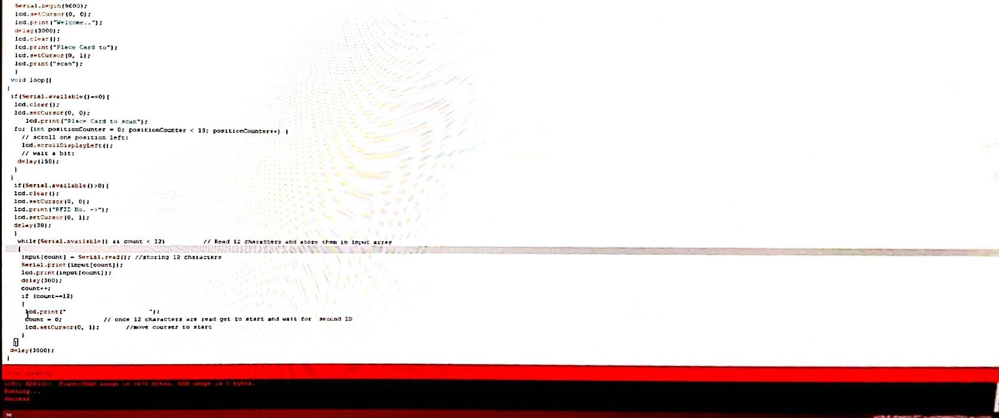 Serial.begin(9600);
lcd.setCursor(0, 0);
lcd.print("Welcome..");
delay(3000);
lcd.clear();
lcd.print("Place Card to");
lcd.setCursor(0, 1);
lcd.print("scan");
}
void loop()
{
if(Serial.available()==0){
lcd.clear();
lcd.setCursor(0, 0);
lcd.print("Place Card to scan");
for (int positionCounter = 0; positionCounter < 13; positionCounter++) {
// scroll one position left:
lcd.scrollDisplayLeft();
// wait a bit:
delay(150);
}
}
if(Serial.available()>0){
lcd.clear();
lcd.setCursor(0, 0);
lcd.print("RFID No. ->");
lcd.setCursor(0, 1);
delay(30);
}
while(Serial.available() && count < 12) // Read 12 characters and store them in input array
{
input[count] = Serial.read(); //storing 12 characters
Serial.print(input[count]);
lcd.print(input[count]);
delay(300);
count++;
if (count==12)
{
lcd.print(" ");
count = 0; // once 12 characters are read get to start and wait for second ID
lcd.setCursor(0, 1); //move courser to start
}
}
delay(3000);
}
info: MSP430: Flash/FRAM usage is bytes. RAM usage is 0 bytes.
Running...
Success
38